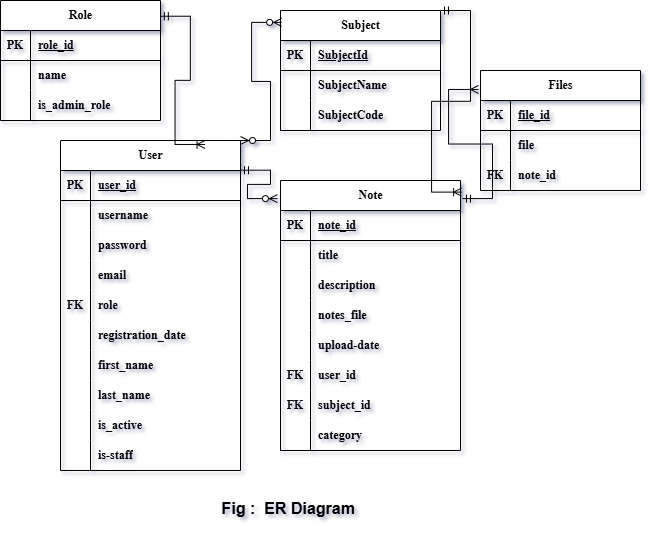 Role
PK role_id
name
is_admin_role
Subject
PK SubjectId
SubjectName
SubjectCode
Files
PK file_id
file
FK note_id
User
PK user_id
username
password
email
FK role
registration_date
first_name
last_name
is_active
is-staff
Note
PK note_id
title
description
notes_file
upload-date
FK user_id
FK subject_id
category
Fig : ER Diagram